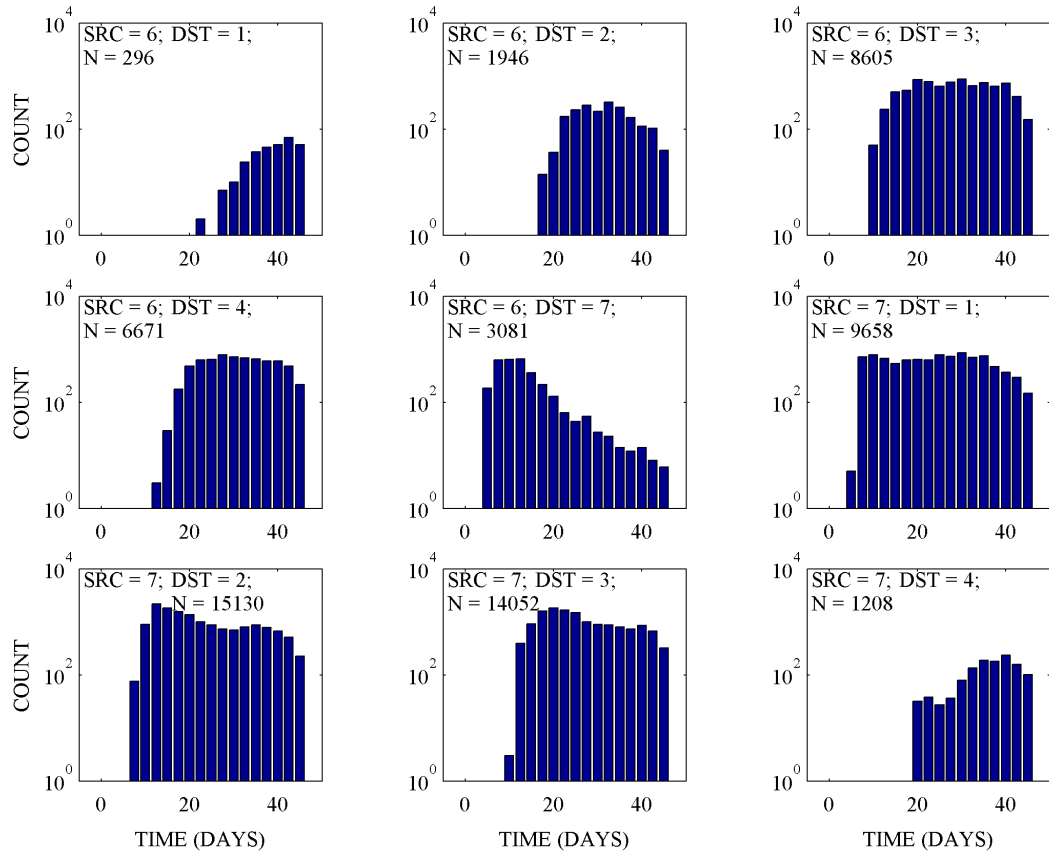 SRC = 6; DST = 1;
N = 296
10^4
10^2
10^0
COUNT
0 20 40
SRC = 6; DST = 2;
N = 1946
10^4
10^2
10^0
0 20 40
SRC = 6; DST = 3;
N = 8605
10^4
10^2
10^0
0 20 40
SRC = 6; DST = 4;
N = 6671
10^4
10^2
10^0
COUNT
0 20 40
SRC = 6; DST = 7;
N = 3081
10^4
10^2
10^0
0 20 40
SRC = 7; DST = 1;
N = 9658
10^4
10^2
10^0
0 20 40
SRC = 7; DST = 2;
N = 15130
10^4
10^2
10^0
COUNT
0 20 40
TIME (DAYS)
SRC = 7; DST = 3;
N = 14052
10^4
10^2
10^0
0 20 40
TIME (DAYS)
SRC = 7; DST = 4;
N = 1208
10^4
10^2
10^0
0 20 40
TIME (DAYS)